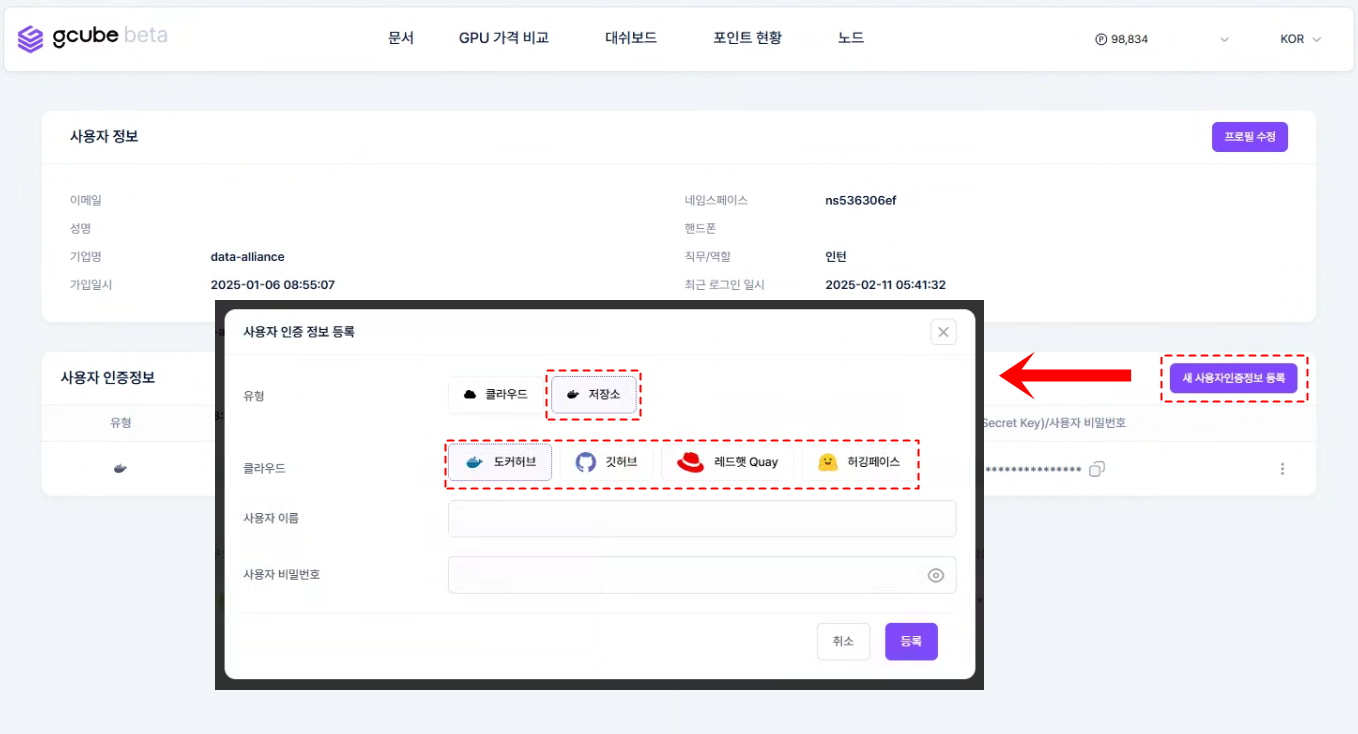 gcube beta
문서 GPU 가격 비교 대쉬보드 포인트 현황 노드 Ⓟ 98,834 KOR
사용자 정보 프로필 수정
이메일 네임스페이스 ns536306ef
성명 핸드폰
기업명 data-alliance 직무/역할 인턴
가입일시 2025-01-06 08:55:07 최근 로그인 일시 2025-02-11 05:41:32
사용자 인증정보 새 사용자인증정보 등록
유형 Secret Key)/사용자 비밀번호
***************
사용자 인증 정보 등록
유형 클라우드 저장소
클라우드 도커허브 깃허브 레드햇 Quay 허깅페이스
사용자 이름
사용자 비밀번호
취소 등록